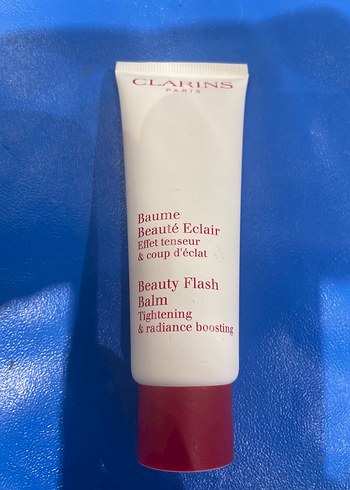 CLARINS
PARIS
Baume
Beauté Eclair
Effet tenseur
& coup d'éclat
Beauty Flash
Balm
Tightening
& radiance boosting